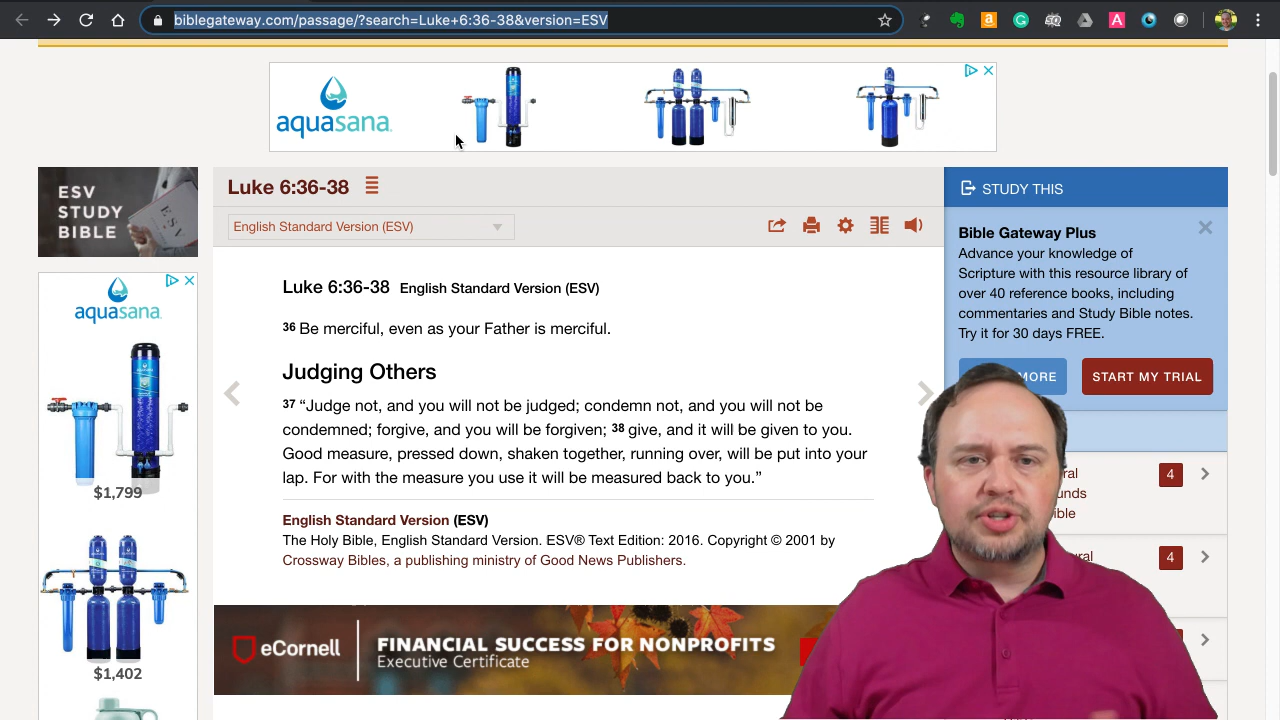 biblegateway.com/passage/?search=Luke+6:36-38&version=ESV
aquasana
ESV
STUDY
BIBLE
aquasana
$1,799
$1,402
Luke 6:36-38
English Standard Version (ESV)
Luke 6:36-38 English Standard Version (ESV)
36 Be merciful, even as your Father is merciful.
Judging Others
37 “Judge not, and you will not be judged; condemn not, and you will not be
condemned; forgive, and you will be forgiven; 38 give, and it will be given to you.
Good measure, pressed down, shaken together, running over, will be put into your
lap. For with the measure you use it will be measured back to you.”
English Standard Version (ESV)
The Holy Bible, English Standard Version. ESV® Text Edition: 2016. Copyright © 2001 by
Crossway Bibles, a publishing ministry of Good News Publishers.
eCornell
FINANCIAL SUCCESS FOR NONPROFITS
Executive Certificate
STUDY THIS
Bible Gateway Plus
Advance your knowledge of
Scripture with this resource library of
over 40 reference books, including
commentaries and Study Bible notes.
Try it for 30 days FREE.
MORE
START MY TRIAL
4
4